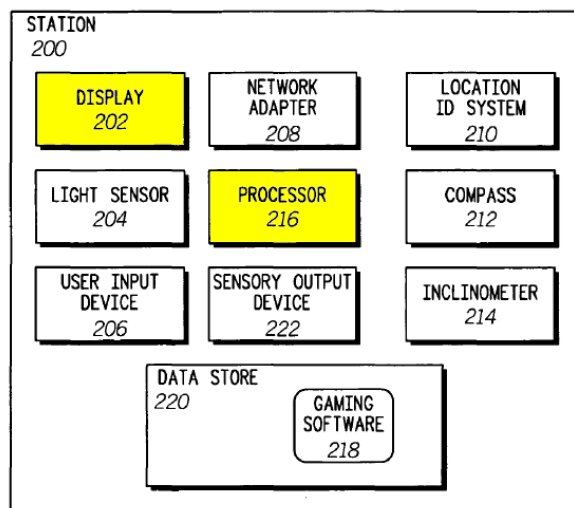 STATION
200
DISPLAY
202
NETWORK
ADAPTER
208
LOCATION
ID SYSTEM
210
LIGHT SENSOR
204
PROCESSOR
216
COMPASS
212
USER INPUT
DEVICE
206
SENSORY OUTPUT
DEVICE
222
INCLINOMETER
214
DATA STORE
220
GAMING
SOFTWARE
218